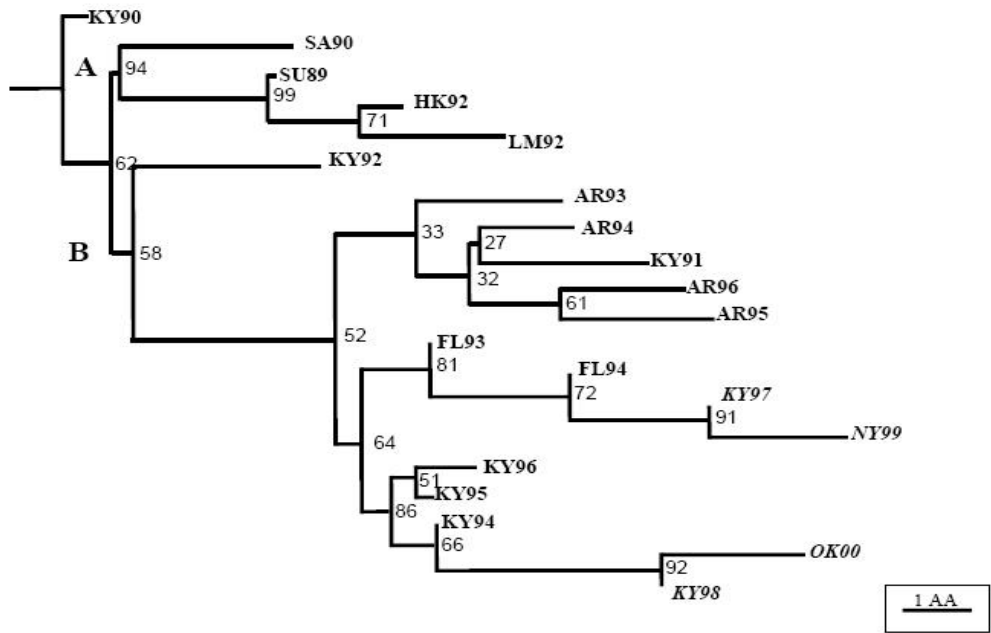 KY90
SA90
A
94
SU89
99
HK92
71
LM92
62
KY92
AR93
33
AR94
27
B
58
KY91
32
AR96
61
AR95
52
FL93
81
FL94
72
KY97
91
64
NY99
KY96
51
KY95
86
KY94
66
OK00
92
KY98
1 AA